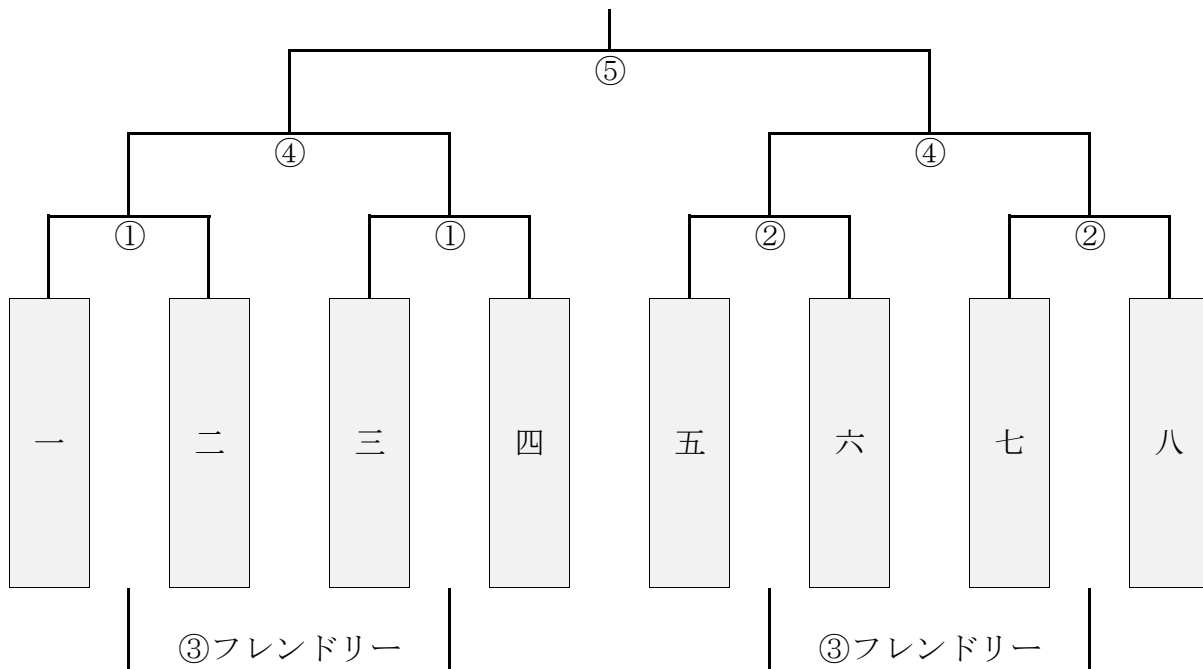 ⑤
④ ④
① ① ② ②
一 二 三 四 五 六 七 八
③フレンドリー ③フレンドリー